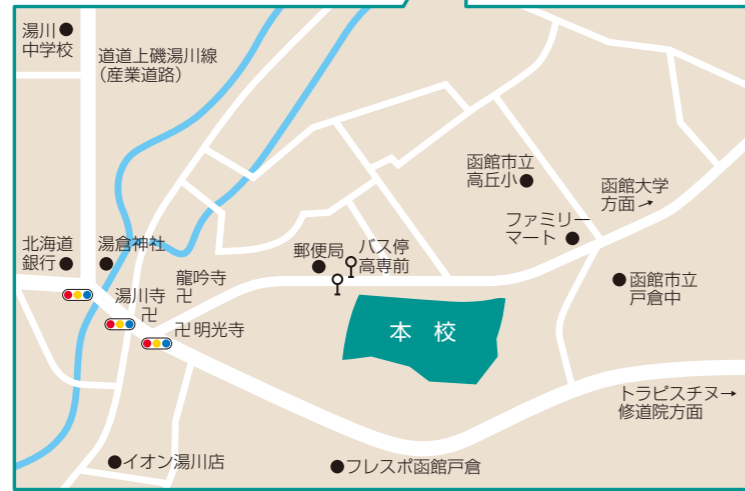 湯川
中学校
道道上磯湯川線
(産業道路)
函館市立
高丘小
函館大学
方面→
ファミリー
マート
北海道
銀行
湯倉神社
郵便局
バス停
高専前
龍吟寺
卍
湯川寺
卍
卍明光寺
函館市立
戸倉中
本 校
トラピスチヌ→
修道院方面
イオン湯川店
フレスポ函館戸倉